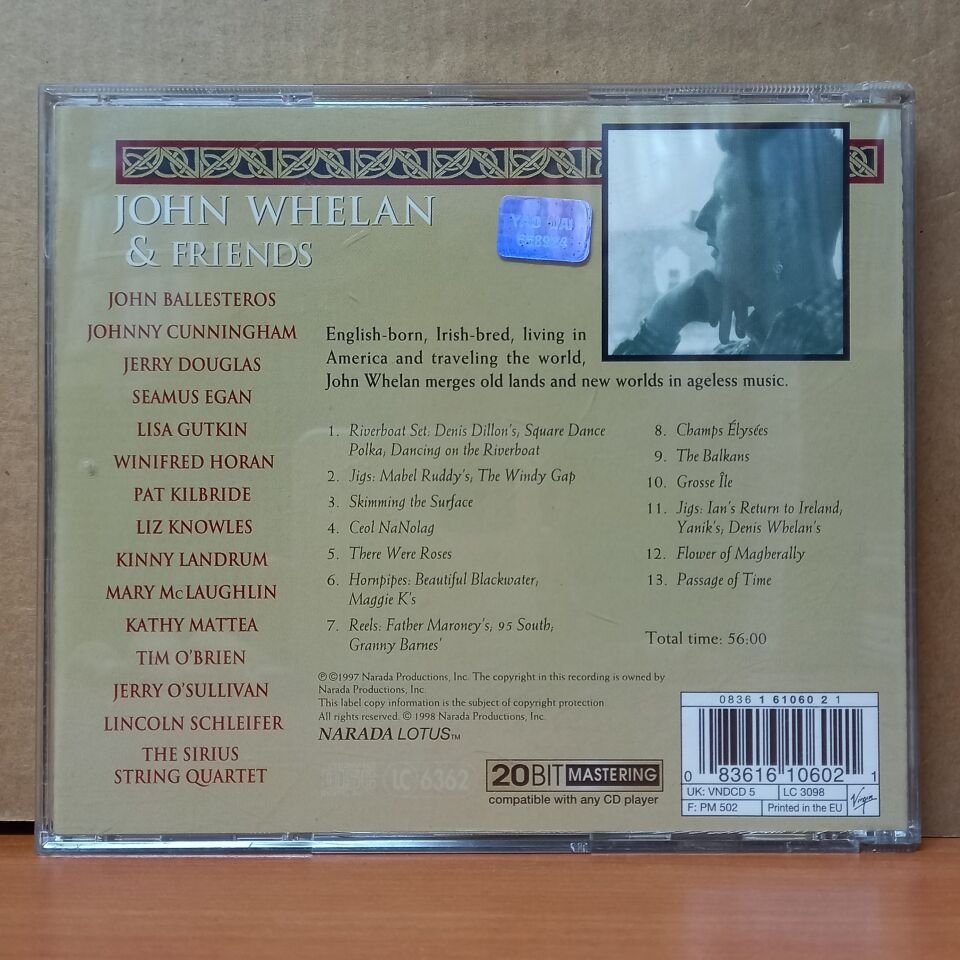 JOHN WHELAN
& FRIENDS
JOHN BALLESTEROS
JOHNNY CUNNINGHAM
JERRY DOUGLAS
SEAMUS EGAN
LISA GUTKIN
WINIFRED HORAN
PAT KILBRIDE
LIZ KNOWLES
KINNY LANDRUM
MARY McLAUGHLIN
KATHY MATTEA
TIM O'BRIEN
JERRY O'SULLIVAN
LINCOLN SCHLEIFER
THE SIRIUS
STRING QUARTET
English-born, Irish-bred, living in
America and traveling the world,
John Whelan merges old lands and new worlds in ageless music.
1. Riverboat Set: Denis Dillon's; Square Dance
Polka; Dancing on the Riverboat
2. Jigs: Mabel Ruddy's; The Windy Gap
3. Skimming the Surface
4. Ceol NaNolag
5. There Were Roses
6. Hornpipes: Beautiful Blackwater;
Maggie K's
7. Reels: Father Maroney's; 95 South;
Granny Barnes'
8. Champs Élysées
9. The Balkans
10. Grosse Île
11. Jigs: Ian's Return to Ireland;
Yanik's; Denis Whelan's
12. Flower of Magherally
13. Passage of Time
Total time: 56:00
℗©1997 Narada Productions, Inc. The copyright in this recording is owned by
Narada Productions, Inc.
This label copy information is the subject of copyright protection
All rights reserved. © 1998 Narada Productions, Inc.
NARADA LOTUS™
LC 6362
20BIT MASTERING
compatible with any CD player
0836 1 61060 2 1
0 83616 10602 1
UK: VNDCD 5
LC 3098
F: PM 502
Printed in the EU
Virgin